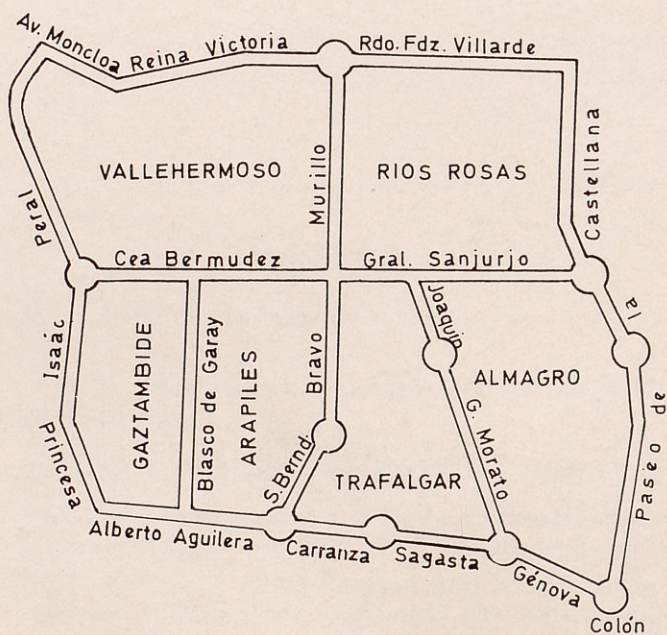 Av. Moncloa
Reina Victoria
Rdo. Fdz. Villarde
VALLEHERMOSO
Murillo
RIOS ROSAS
Castellana
Peral
Cea Bermudez
Gral. Sanjurjo
la
Isaác
GAZTAMBIDE
Blasco de Garay
ARAPILES
Bravo
Joaquin
ALMAGRO
G. Morato
Princesa
S. Bernd.
TRAFALGAR
Paseo de
Alberto Aguilera
Carranza
Sagasta
Génova
Colón